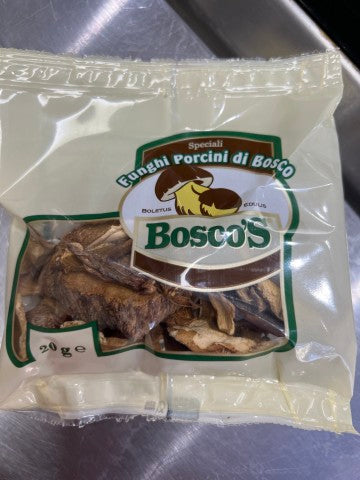 Speciali
Funghi Porcini di BOSCO
BOLETUS EDULIS
BOSCO'S
20 g e